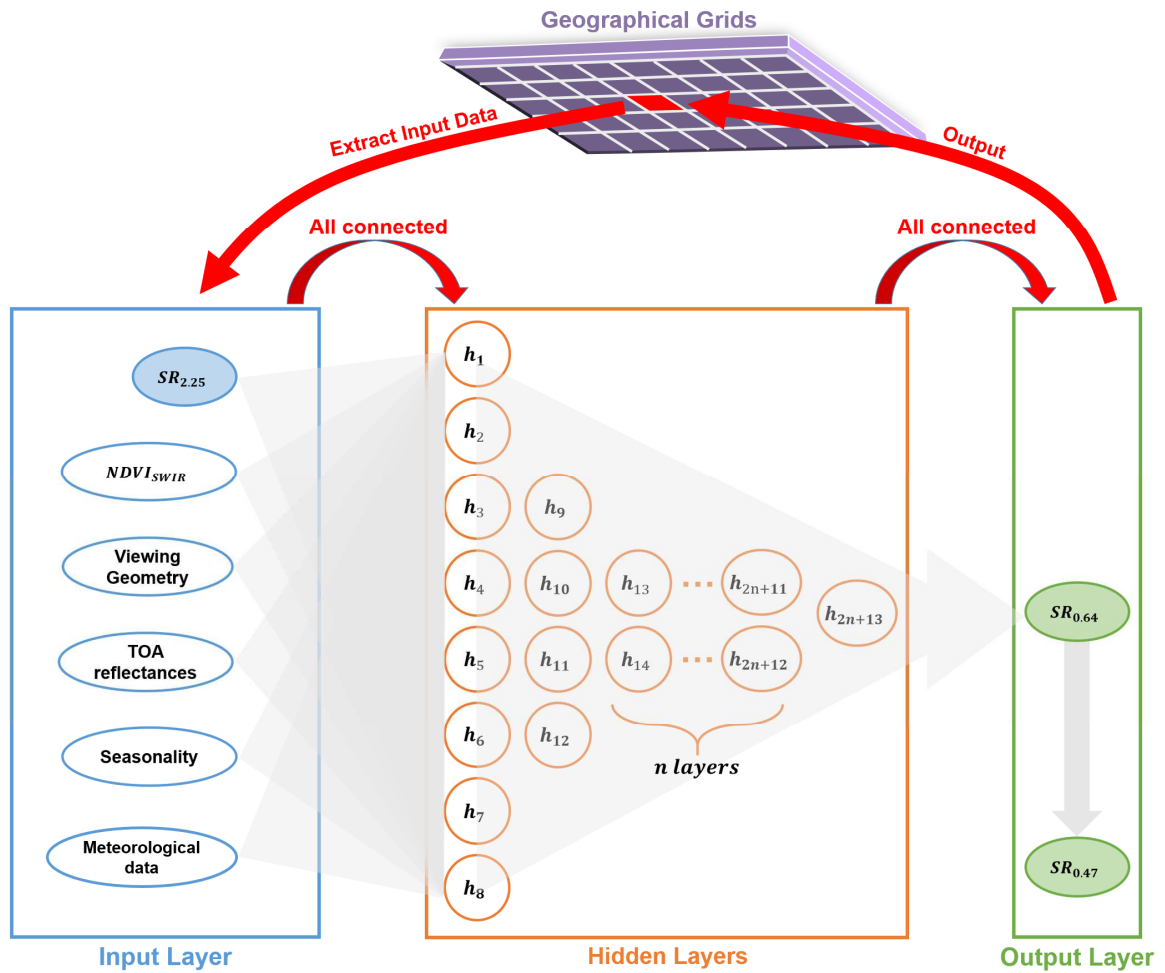 Geographical Grids
Extract Input Data
Output
All connected
All connected
SR2.25
NDVISWIR
Viewing
Geometry
TOA
reflectances
Seasonality
Meteorological
data
h1
h2
h3 h9
h4 h10 h13 ... h2n+11
h2n+13
h5 h11 h14 ... h2n+12
h6 h12
n layers
h7
h8
SR0.64
SR0.47
Input Layer
Hidden Layers
Output Layer